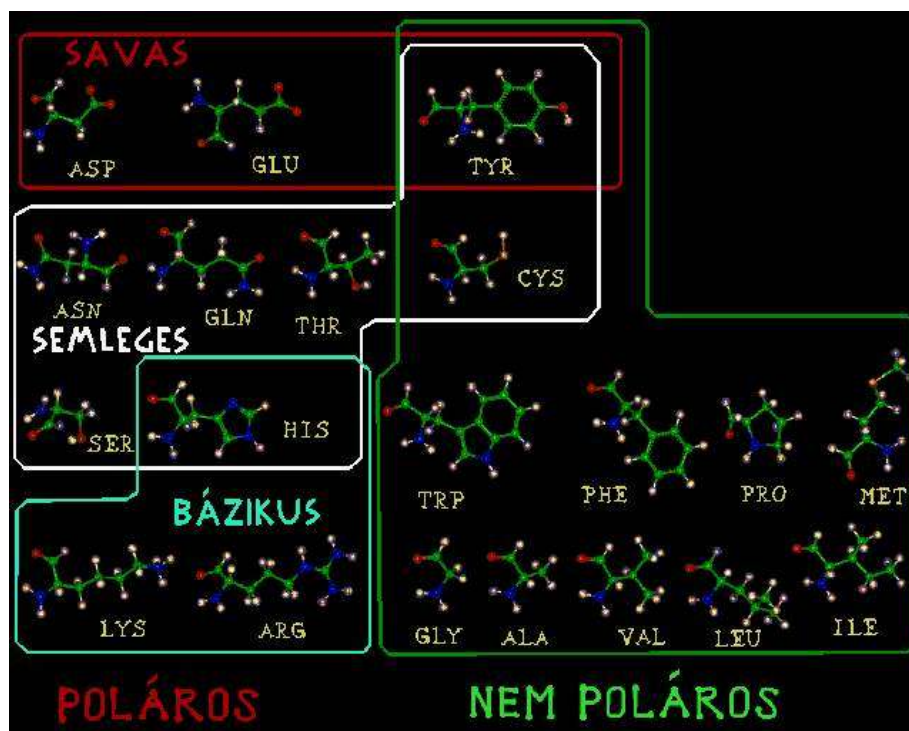 SAVAS
ASP GLU TYR
ASN GLN THR CYS
SEMLEGES
SER HIS
TRP PHE PRO MET
BÁZIKUS
LYS ARG GLY ALA VAL LEU ILE
POLÁROS NEM POLÁROS